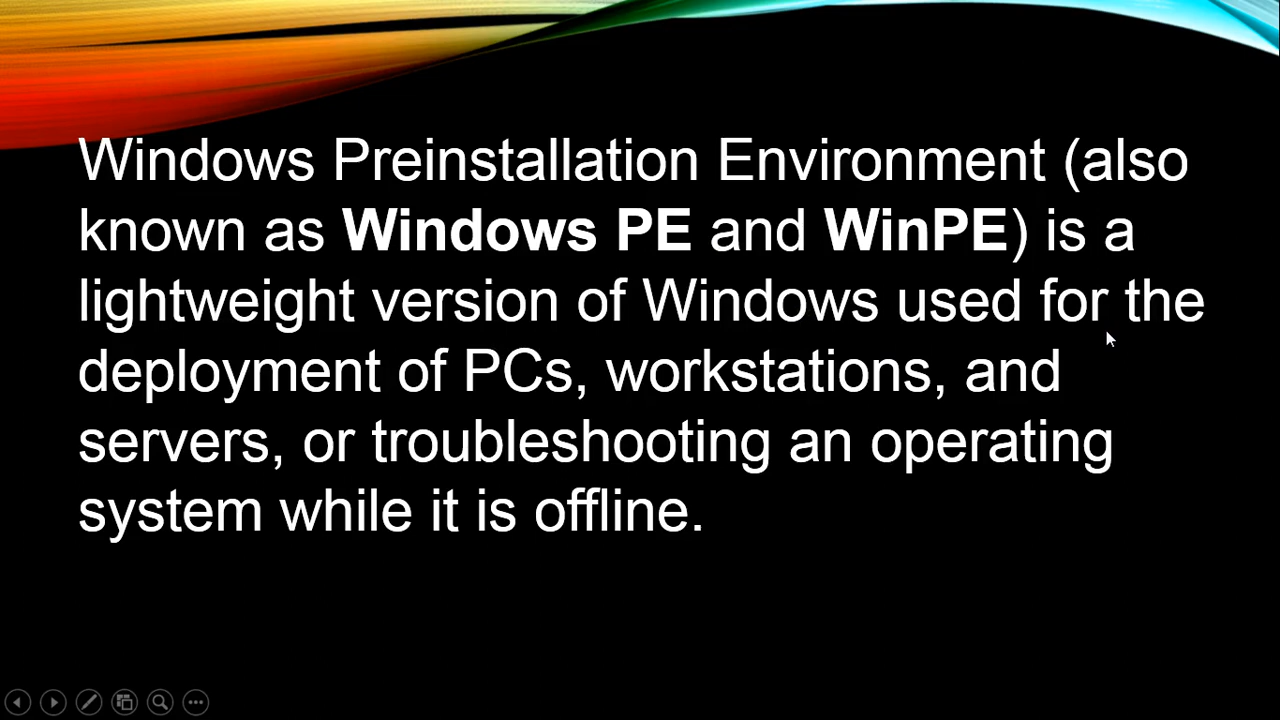 Windows Preinstallation Environment (also
known as Windows PE and WinPE) is a
lightweight version of Windows used for the
deployment of PCs, workstations, and
servers, or troubleshooting an operating
system while it is offline.